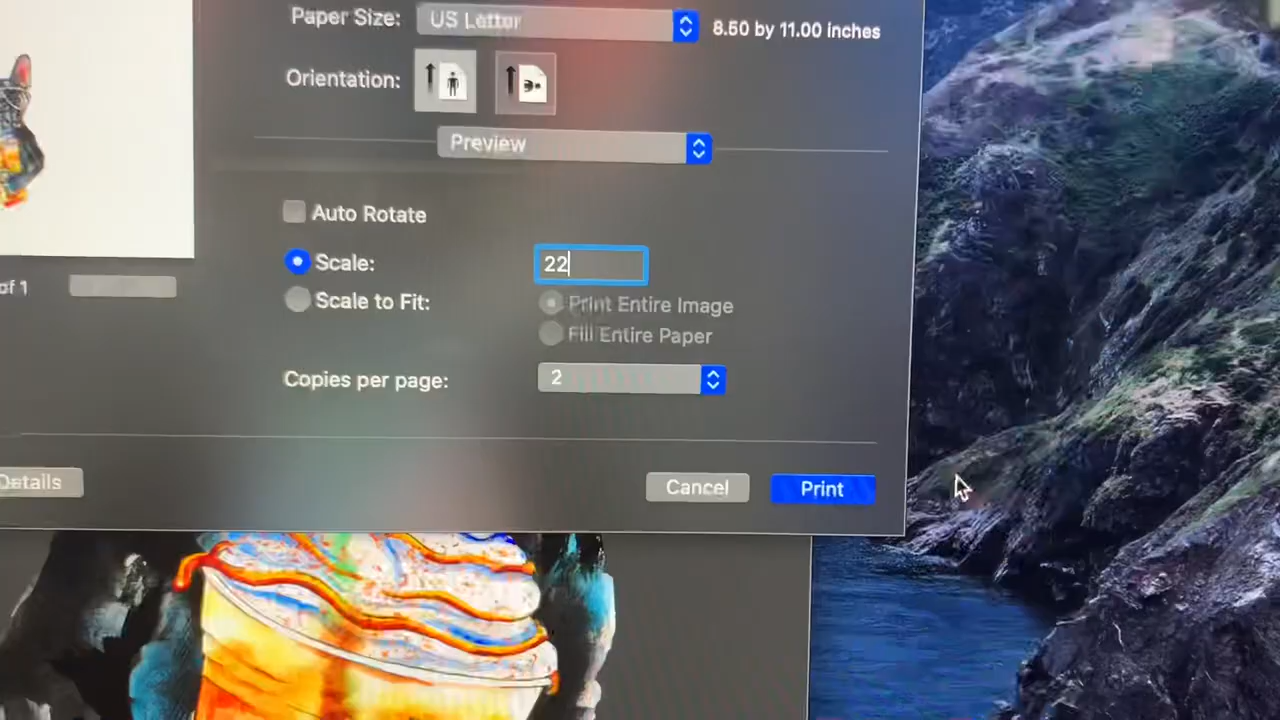 Paper Size: US Letter 8.50 by 11.00 inches
Orientation:
Preview
Auto Rotate
Scale: 22
Scale to Fit: Print Entire Image
Fill Entire Paper
of 1
Copies per page: 2
Details Cancel Print